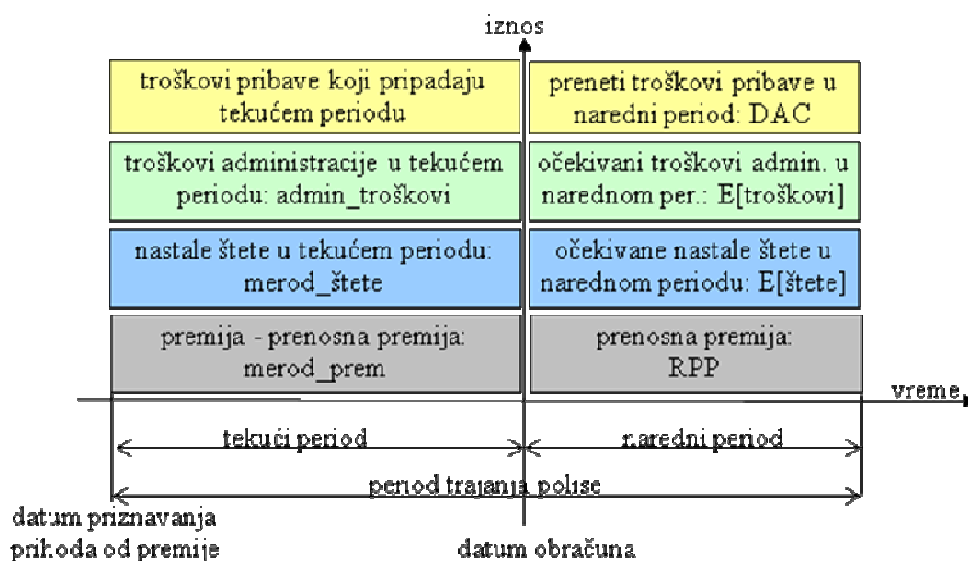 iznos
troškovi pribave koji pripadaju
tekućem periodu
preneti troškovi pribave u
naredni period: DAC
troškovi administracije u tekućem
periodu: admin_troškovi
očekivani troškovi admin. u
narednom per.: E[troškovi]
nastale štete u tekućem periodu:
merod_štete
očekivane nastale štete u
narednom periodu: E[štete]
premija - prenosna premija:
merod_prem
prenosna premija:
RPP
vreme
tekući period
naredni period
period trajanja polise
datum priznavanja
prihoda od premije
datum obračuna